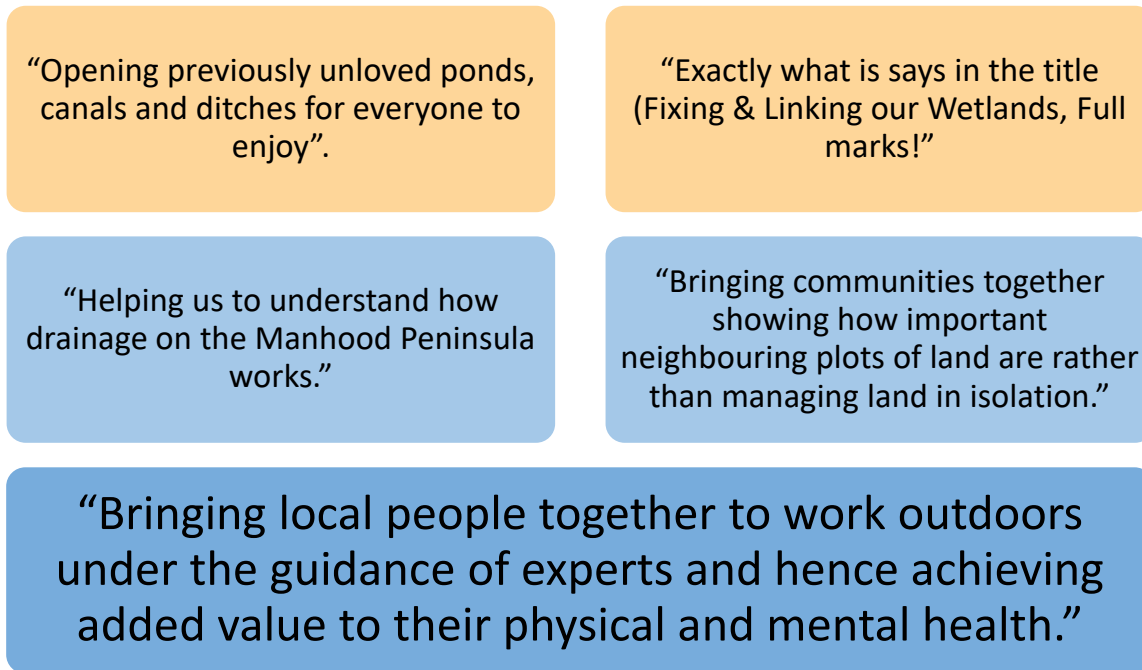 “Opening previously unloved ponds,
canals and ditches for everyone to
enjoy”.
“Exactly what is says in the title
(Fixing & Linking our Wetlands, Full
marks!”
“Helping us to understand how
drainage on the Manhood Peninsula
works.”
“Bringing communities together
showing how important
neighbouring plots of land are rather
than managing land in isolation.”
“Bringing local people together to work outdoors
under the guidance of experts and hence achieving
added value to their physical and mental health.”